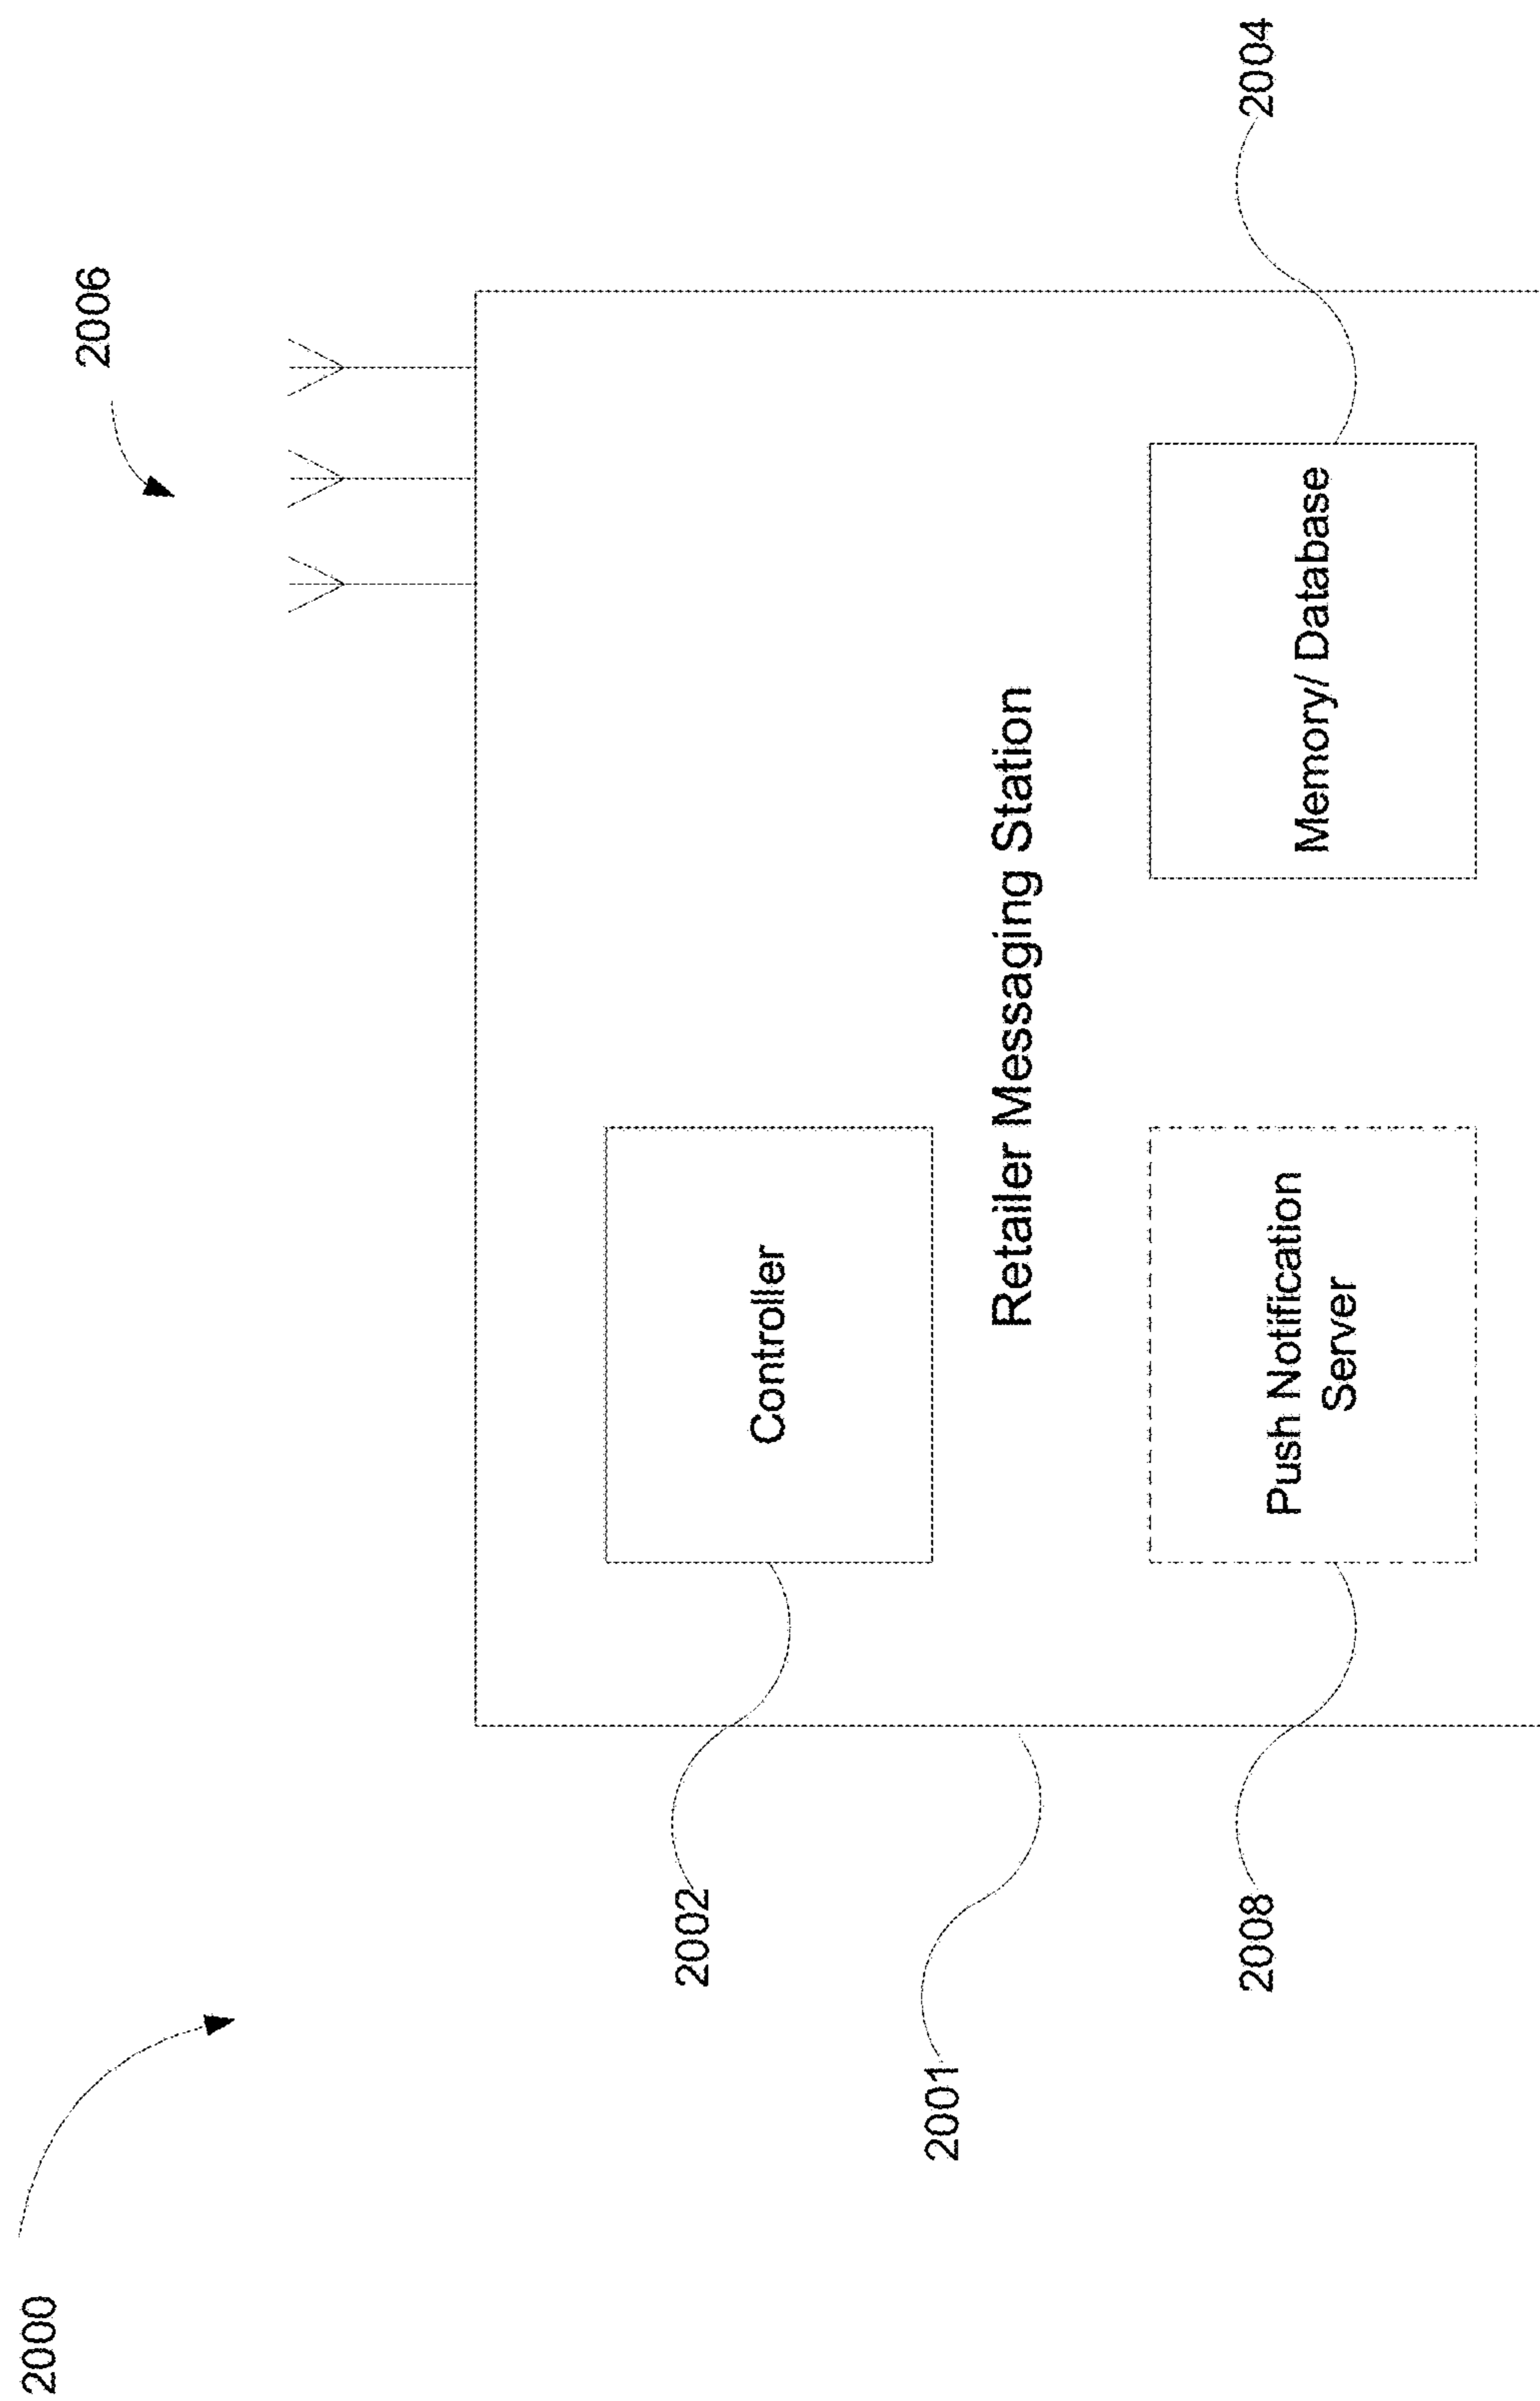 2000
2006
2002
Controller
2001
Retailer Messaging Station
2008
Push Notification
Server
Memory/ Database
2004